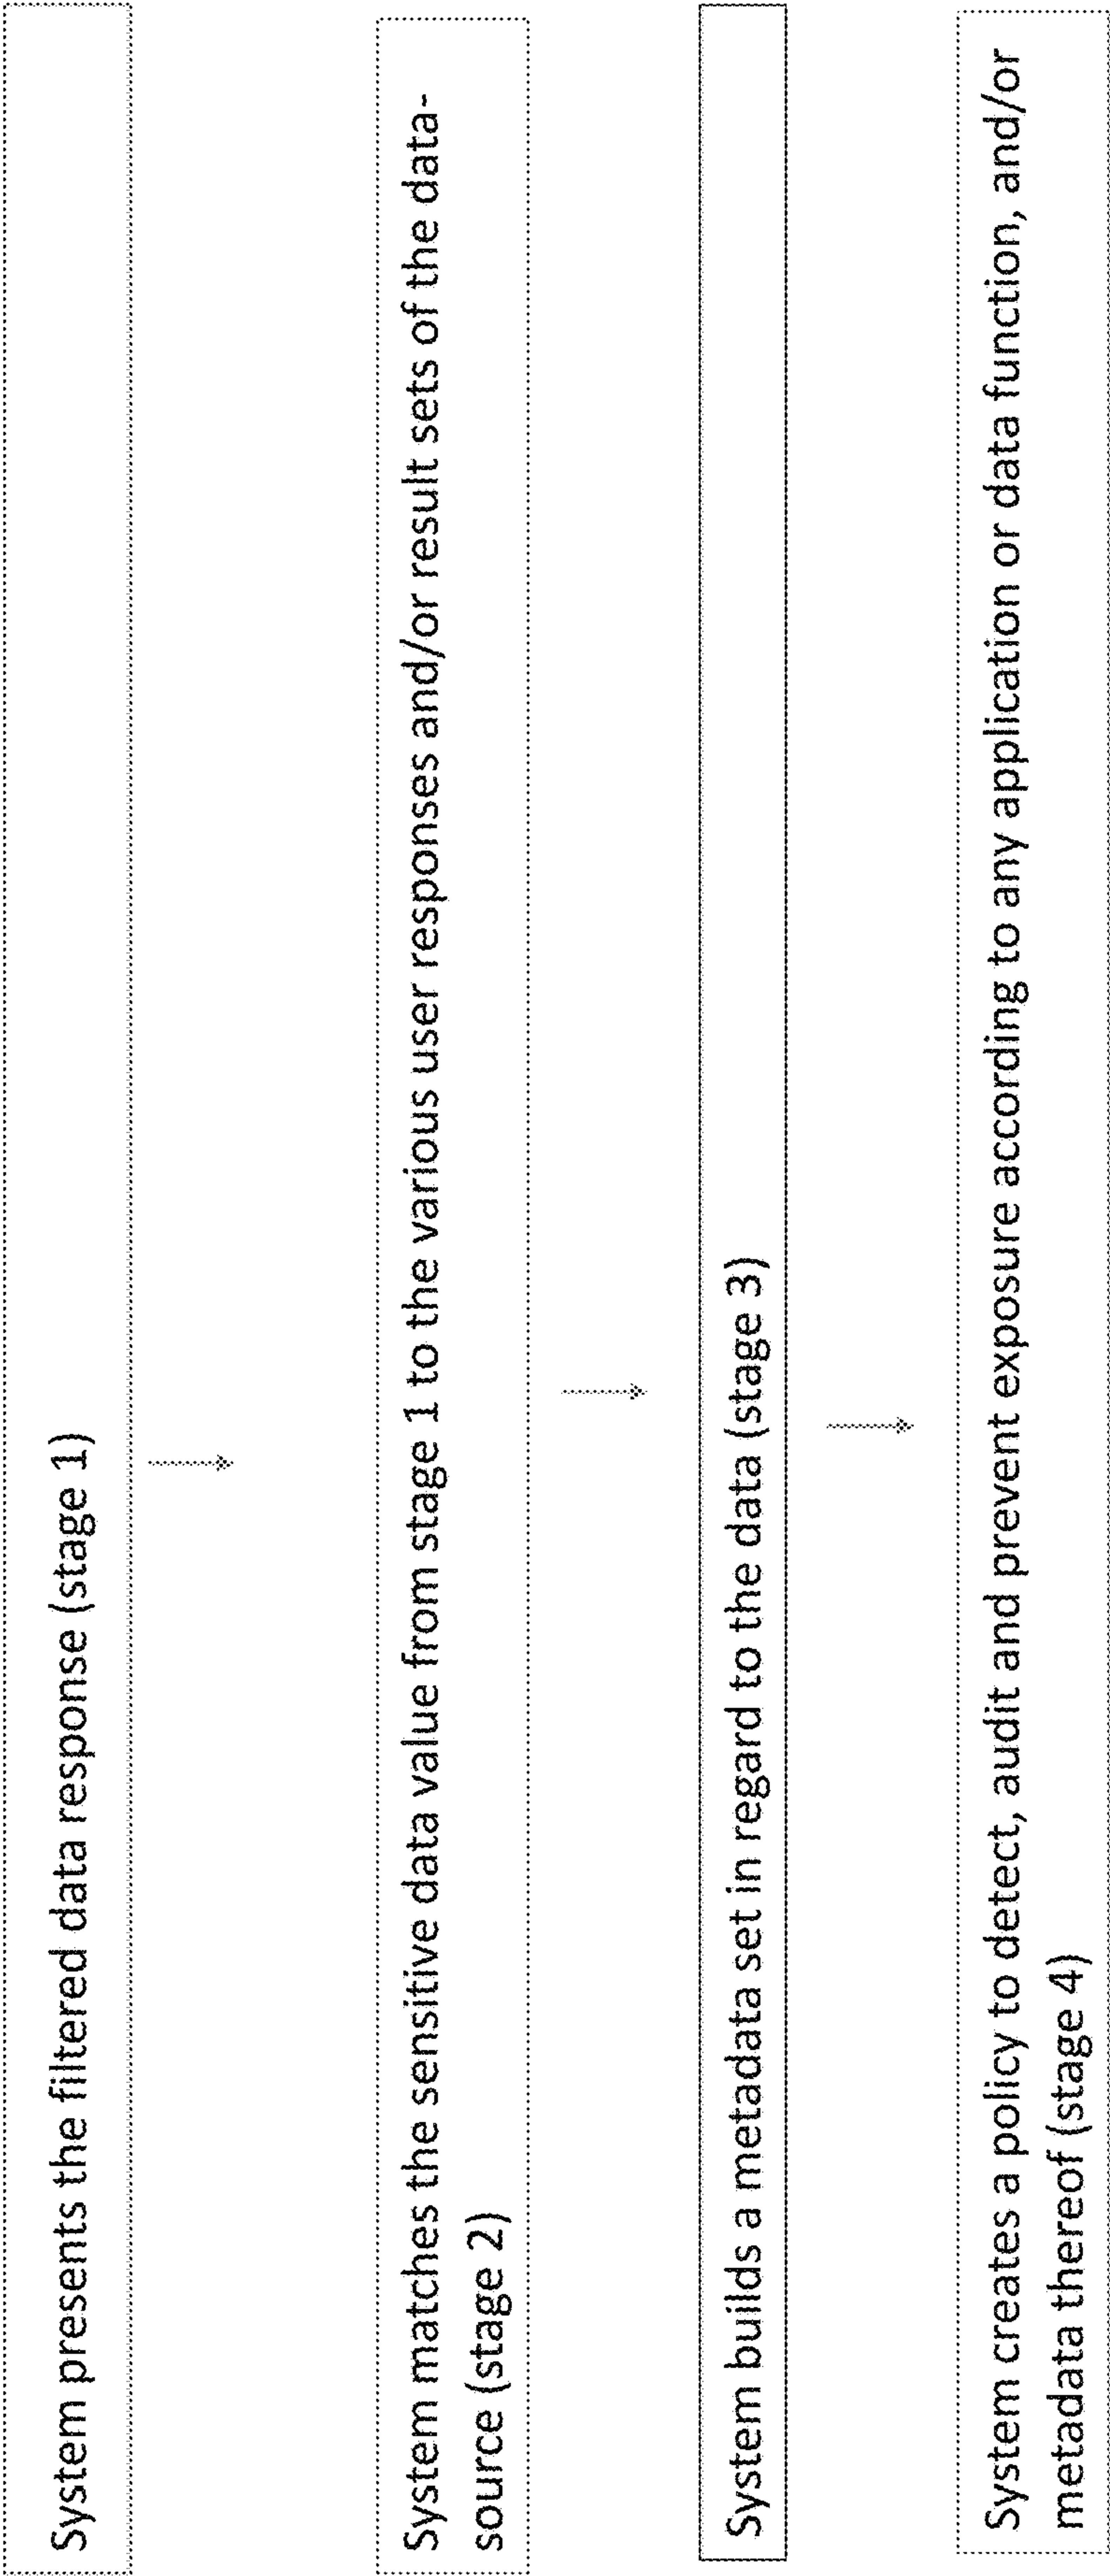 System presents the filtered data response (stage 1)
System matches the sensitive data value from stage 1 to the various user responses and/or result sets of the data-
source (stage 2)
System builds a metadata set in regard to the data (stage 3)
System creates a policy to detect, audit and prevent exposure according to any application or data function, and/or
metadata thereof (stage 4)